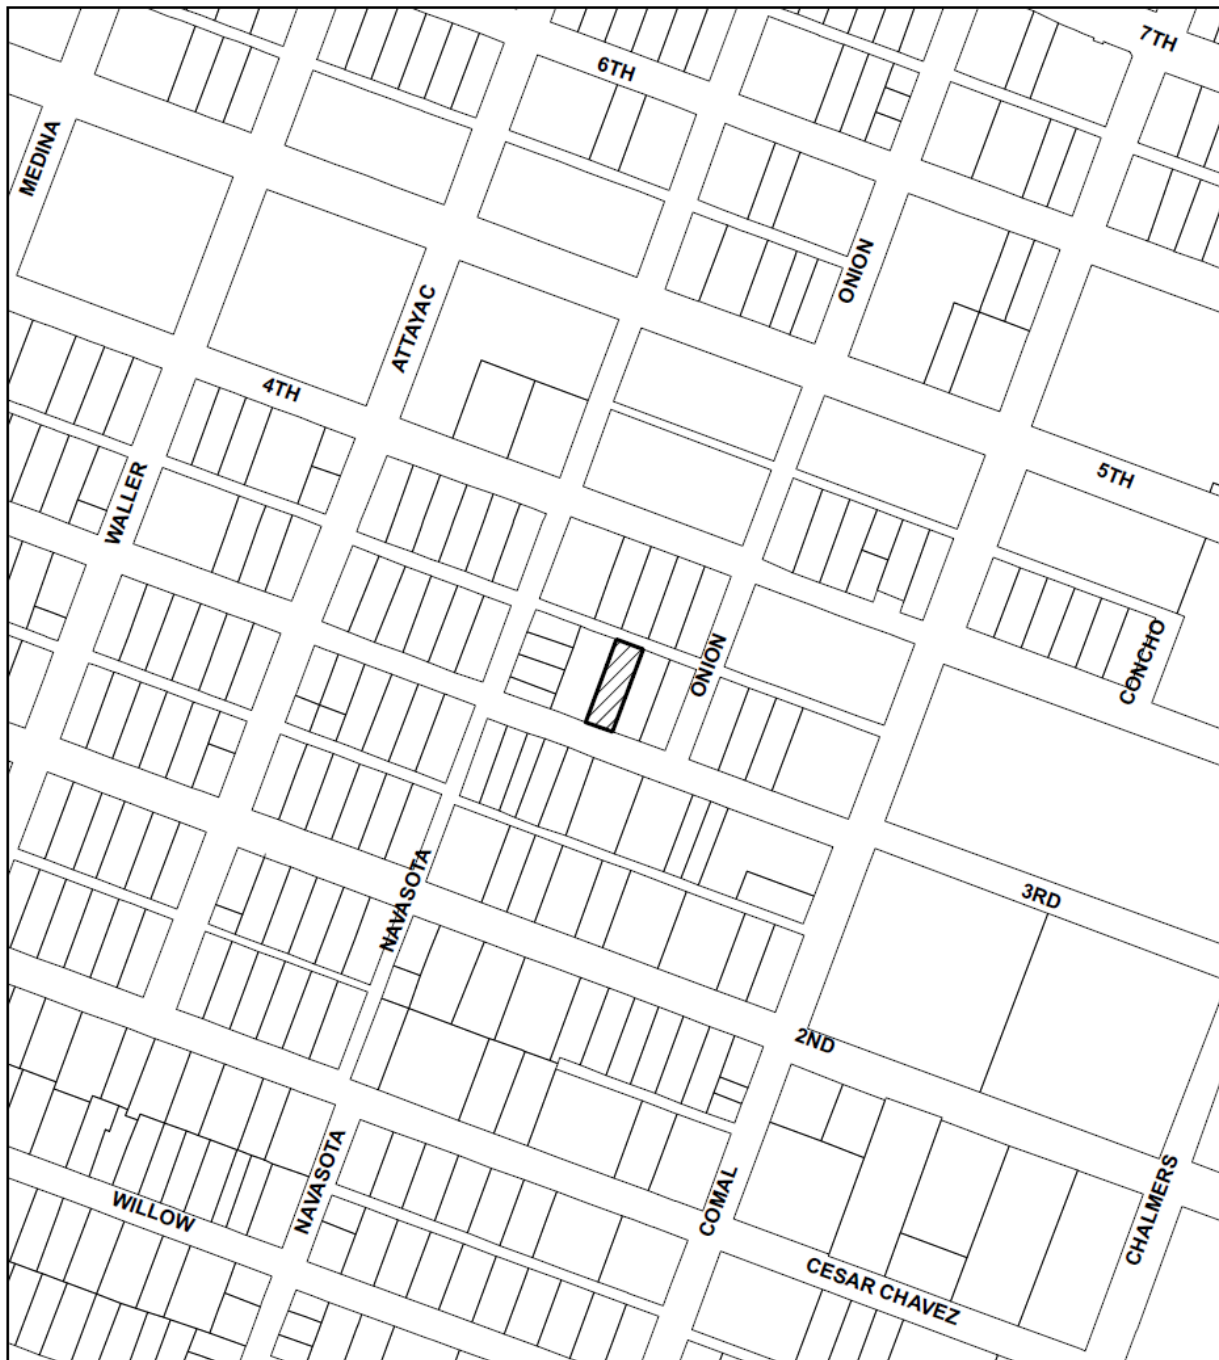 7TH
6TH
MEDINA
ONION
ATTAYAC
4TH
5TH
WALLER
ONION
CONCHO
NAVASOTA
3RD
2ND
NAVASOTA
COMAL
CHALMERS
WILLOW
CESAR CHAVEZ